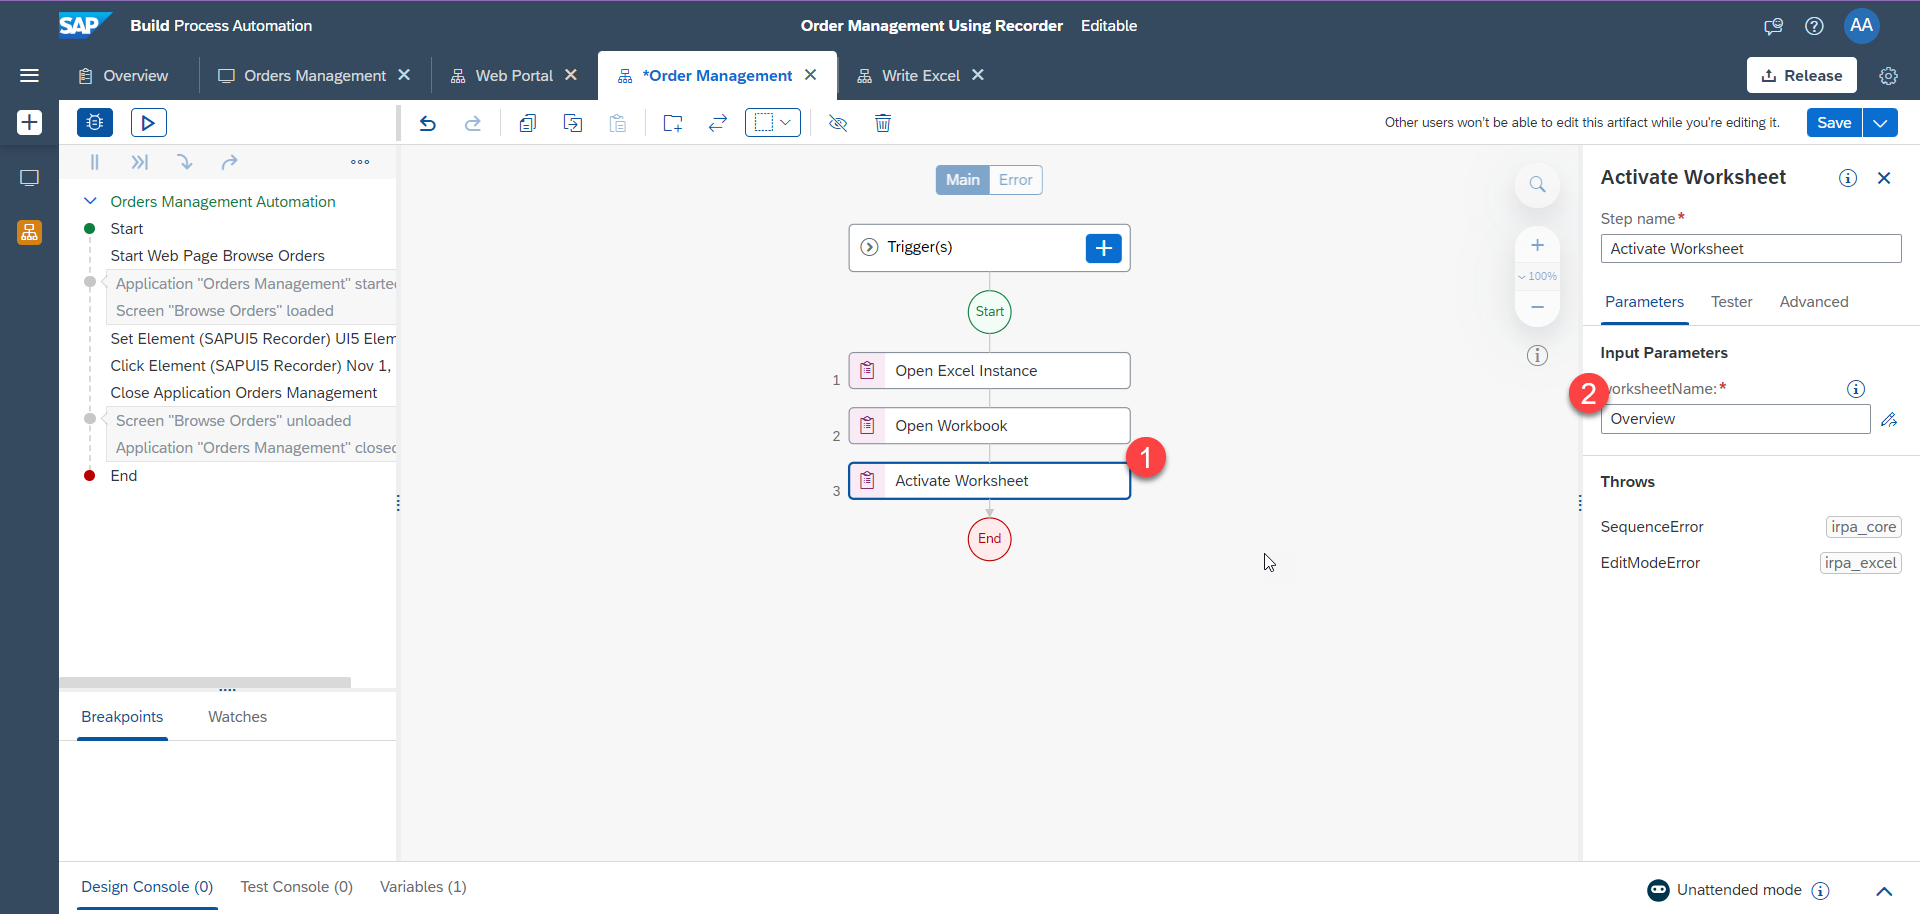 SAP Build Process Automation
Order Management Using Recorder Editable
AA
Overview
Orders Management
Web Portal
*Order Management
Write Excel
Release
Other users won't be able to edit this artifact while you're editing it.
Save
Orders Management Automation
Start
Start Web Page Browse Orders
Application "Orders Management" starte
Screen "Browse Orders" loaded
Set Element (SAPUI5 Recorder) UI5 Elem
Click Element (SAPUI5 Recorder) Nov 1,
Close Application Orders Management
Screen "Browse Orders" unloaded
Application "Orders Management" closed
End
Breakpoints
Watches
Main
Error
Trigger(s)
Start
1 Open Excel Instance
2 Open Workbook
3 Activate Worksheet
1
End
100%
Activate Worksheet
Step name*
Activate Worksheet
Parameters
Tester
Advanced
Input Parameters
2
orksheetName:*
Overview
Throws
SequenceError irpa_core
EditModeError irpa_excel
Design Console (0)
Test Console (0)
Variables (1)
Unattended mode